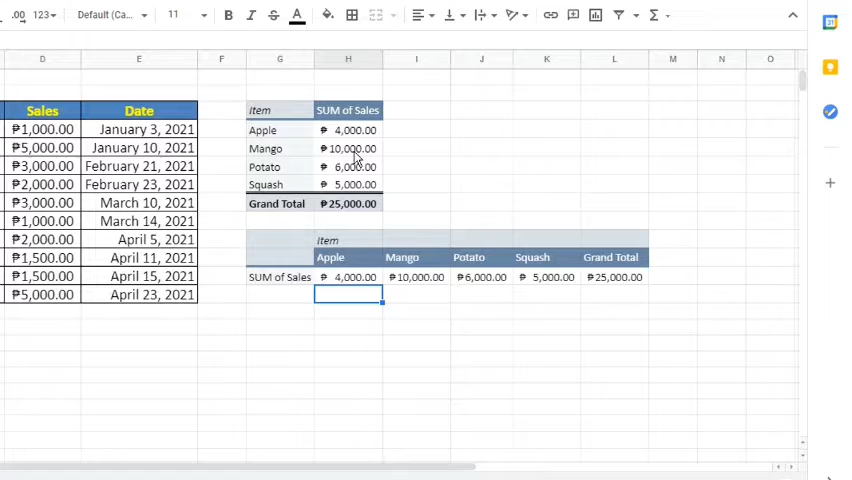 .00 123 Default (Ca... 11 B I S A Σ
31
D E F G H I J K L M N O
Sales Date
₱1,000.00 January 3, 2021
₱5,000.00 January 10, 2021
₱3,000.00 February 21, 2021
₱2,000.00 February 23, 2021
₱3,000.00 March 10, 2021
₱1,000.00 March 14, 2021
₱2,000.00 April 5, 2021
₱1,500.00 April 11, 2021
₱1,500.00 April 15, 2021
₱5,000.00 April 23, 2021
Item SUM of Sales
Apple ₱ 4,000.00
Mango ₱10,000.00
Potato ₱ 6,000.00
Squash ₱ 5,000.00
Grand Total ₱25,000.00
Item
Apple Mango Potato Squash Grand Total
SUM of Sales ₱ 4,000.00 ₱10,000.00 ₱6,000.00 ₱ 5,000.00 ₱25,000.00